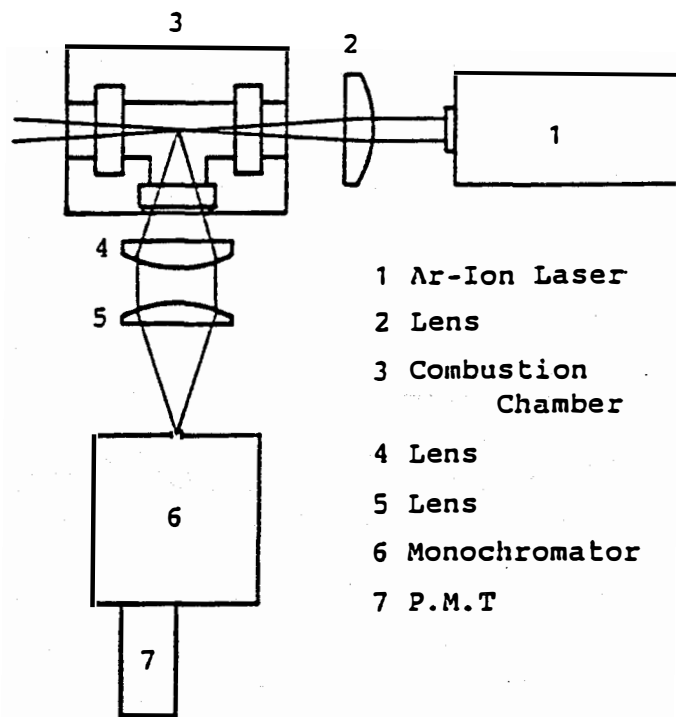 3
2
1
4
5
6
7
1 Ar-Ion Laser
2 Lens
3 Combustion
Chamber
4 Lens
5 Lens
6 Monochromator
7 P.M.T